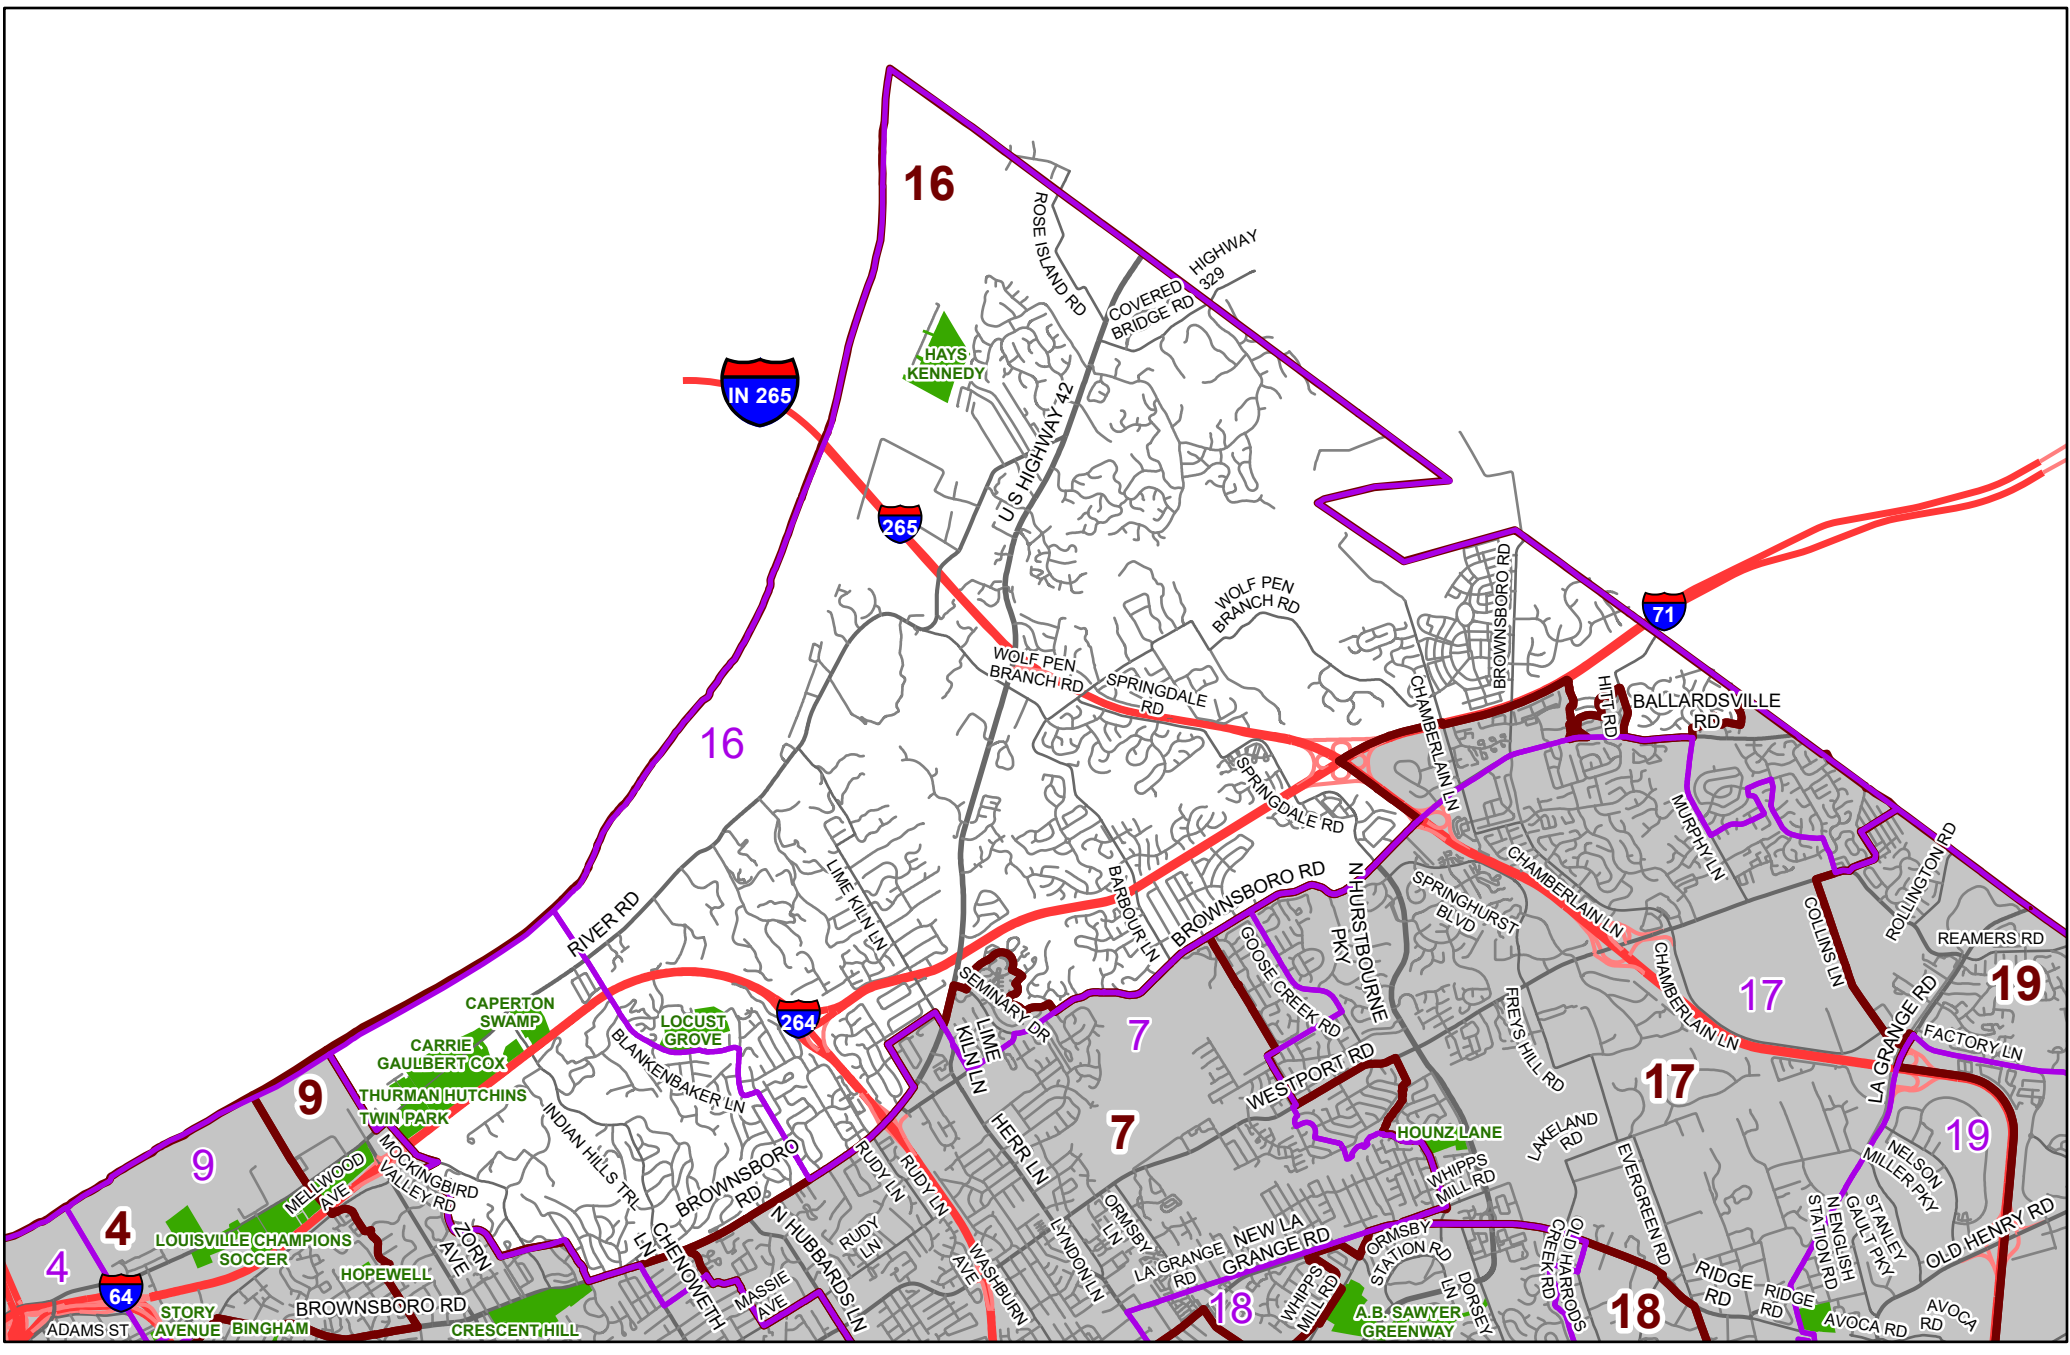 16
ROSE ISLAND RD
HIGHWAY
329
COVERED
BRIDGE RD
HAYS
KENNEDY
IN 265
U S HIGHWAY 42
265
WOLF PEN
BRANCH RD
BROWNSBORO RD
71
WOLF PEN
BRANCH RD
SPRINGDALE
RD
CHAMBERLAIN LN
HITT RD
BALLARDSVILLE
RD
16
SPRINGDALE RD
MURPHY LN
LIME KILN LN
BARBOUR LN
BROWNSBORO RD
N HURSTBOURNE
PKY
SPRINGHURST
BLVD
CHAMBERLAIN LN
COLLINS LN
ROLLINGTON RD
REAMERS RD
RIVER RD
GOOSE CREEK RD
CHAMBERLAIN LN
17
19
SEMINARY DR
LIME
KILN LN
7
FREYS HILL RD
LA GRANGE RD
FACTORY LN
CAPERTON
SWAMP
LOCUST
GROVE
264
CARRIE
GAULBERT COX
BLANKENBAKER LN
THURMAN HUTCHINS
TWIN PARK
9
WESTPORT RD
17
7
HOUNZ LANE
LAKELAND
RD
19
INDIAN HILLS TRL
HERR LN
9
MOCKINGBIRD
VALLEY RD
MELLWOOD
AVE
BROWNSBORO
RD
RUDY LN
RUDY LN
WHIPPS
MILL RD
EVERGREEN RD
NELSON
MILLER PKY
4
ZORN
AVE
LOUISVILLE CHAMPIONS
SOCCER
CHENOWETH
LN
N HUBBARDS LN
RUDY
LN
ORMSBY
LN
LYNDON LN
NEW LA
GRANGE RD
LA GRANGE
RD
ORMSBY
STATION RD
OLD HARRODS
CREEK RD
N ENGLISH
STATION RD
STANLEY
GAULT PKY
OLD HENRY RD
4
64
HOPEWELL
WASHBURN
AVE
MASSIE
AVE
RIDGE
RD
RIDGE
RD
BROWNSBORO RD
18
WHIPPS
MILL RD
DORSEY
LN
18
STORY
AVENUE
BINGHAM
ADAMS ST
CRESCENT HILL
A.B. SAWYER
GREENWAY
AVOCA RD
AVOCA
RD